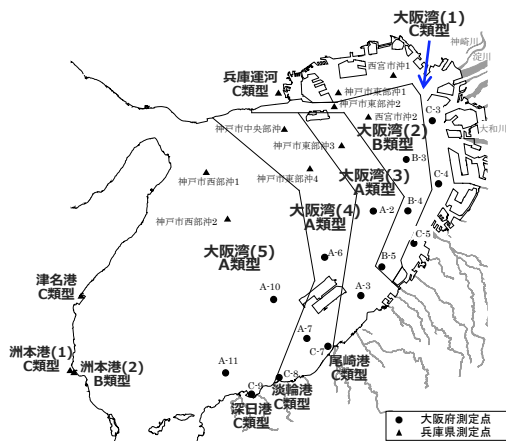 大阪湾(1)
C類型
神崎川
淀川
西宮市沖1
兵庫運河
C類型
神戸市東部沖1
神戸市東部沖2
西宮市沖2
C-3
大和川
神戸市中央部沖
大阪湾(2)
B類型
神戸市東部沖3
B-3
神戸市西部沖1
神戸市東部沖4
大阪湾(3)
A類型
C-4
A-2
B-4
大阪湾(4)
A類型
神戸市西部沖2
C-5
大阪湾(5)
A類型
A-6
B-5
津名港
C類型
A-10
A-3
洲本港(1)
C類型
洲本港(2)
B類型
A-7
C-7
尾崎港
C類型
A-11
C-8
淡輪港
C類型
C-9
深日港
C類型
● 大阪府測定点
▲ 兵庫県測定点